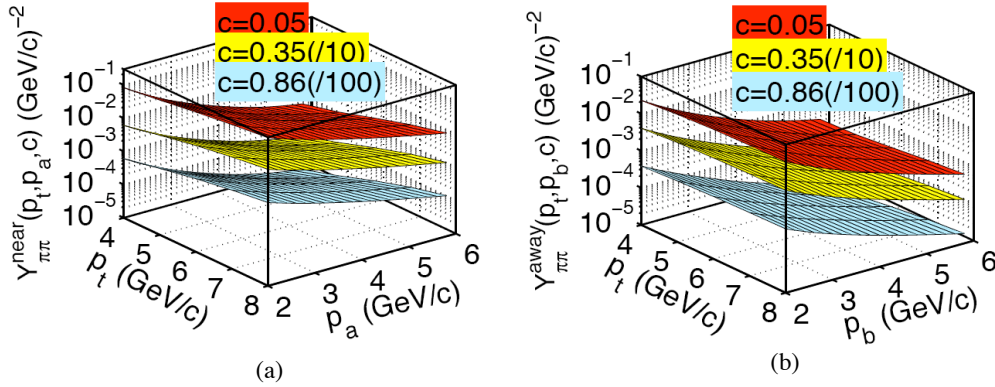 c=0.05
c=0.35(/10)
c=0.86(/100)
Y^near_ππ(p_t,p_a,c) (GeV/c)^−2
10^−1
10^−2
10^−3
10^−4
10^−5
4
5
6
7
8
p_t (GeV/c)
2
3
4
5
6
p_a (GeV/c)
(a)
c=0.05
c=0.35(/10)
c=0.86(/100)
Y^away_ππ(p_t,p_b,c) (GeV/c)^−2
10^−1
10^−2
10^−3
10^−4
10^−5
4
5
6
7
8
p_t (GeV/c)
2
3
4
5
6
p_b (GeV/c)
(b)